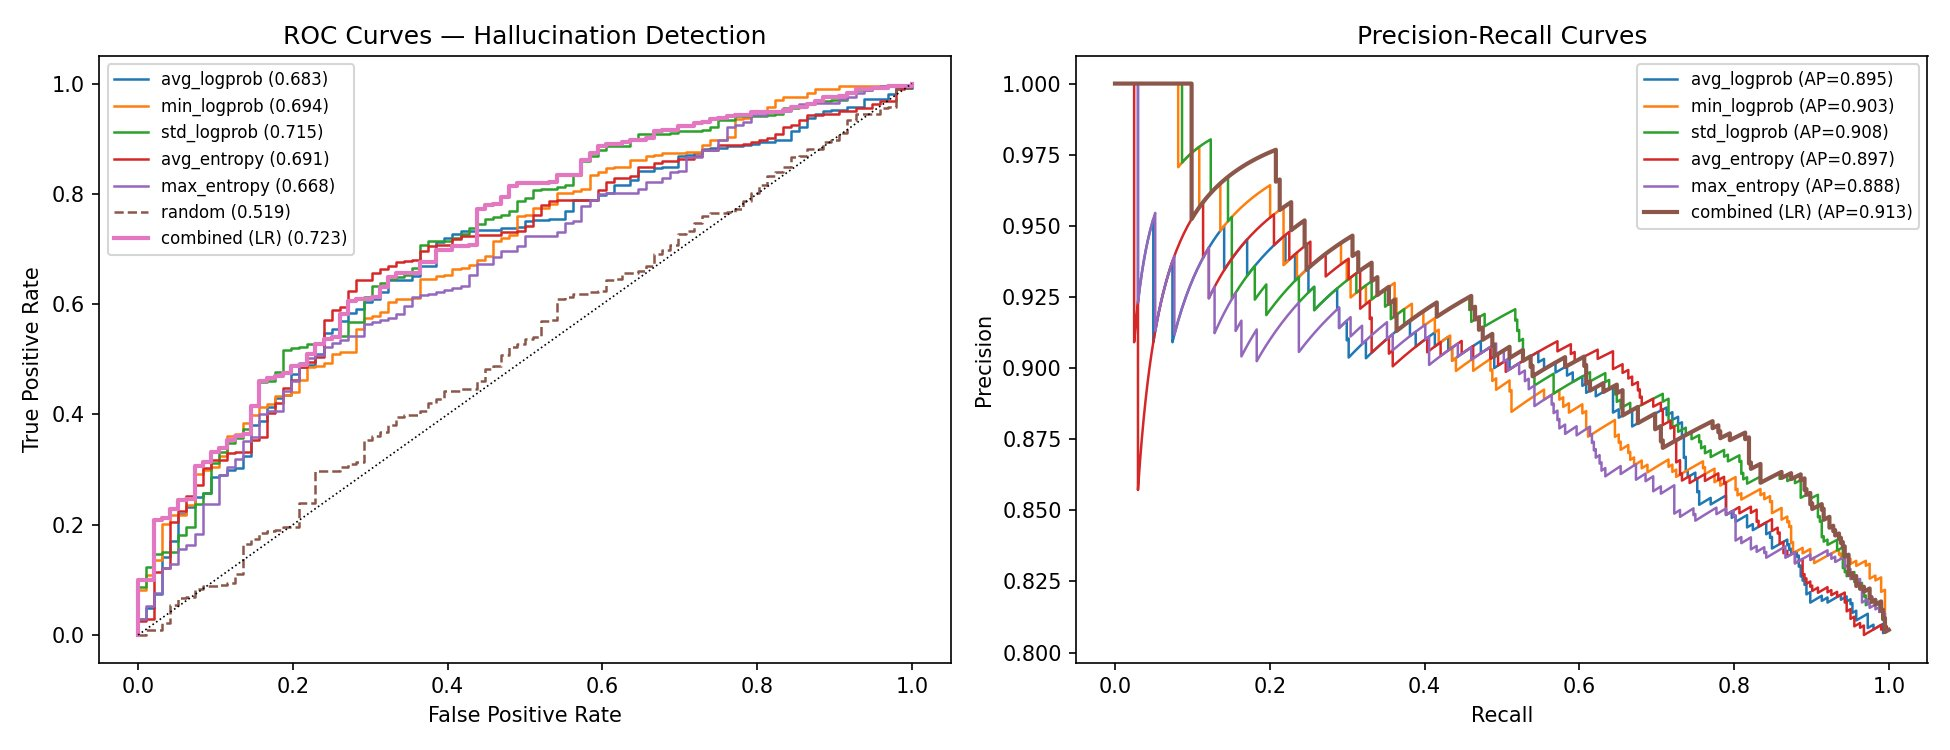 ROC Curves — Hallucination Detection
avg_logprob (0.683)
min_logprob (0.694)
std_logprob (0.715)
avg_entropy (0.691)
max_entropy (0.668)
random (0.519)
combined (LR) (0.723)
1.0
0.8
0.6
0.4
0.2
0.0
True Positive Rate
0.0 0.2 0.4 0.6 0.8 1.0
False Positive Rate
Precision-Recall Curves
avg_logprob (AP=0.895)
min_logprob (AP=0.903)
std_logprob (AP=0.908)
avg_entropy (AP=0.897)
max_entropy (AP=0.888)
combined (LR) (AP=0.913)
1.000
0.975
0.950
0.925
0.900
0.875
0.850
0.825
0.800
Precision
0.0 0.2 0.4 0.6 0.8 1.0
Recall